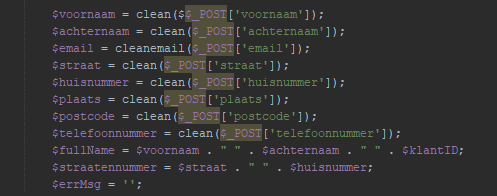 $voornaam = clean($$_POST['voornaam']);
$achternaam = clean($_POST['achternaam']);
$email = cleanemail($_POST['email']);
$straat = clean($_POST['straat']);
$huisnummer = clean($_POST['huisnummer']);
$plaats = clean($_POST['plaats']);
$postcode = clean($_POST['postcode']);
$telefoonnummer = clean($_POST['telefoonnummer']);
$fullName = $voornaam . " " . $achternaam . " " . $klantID;
$straatennummer = $straat . " " . $huisnummer;
$errMsg = '';